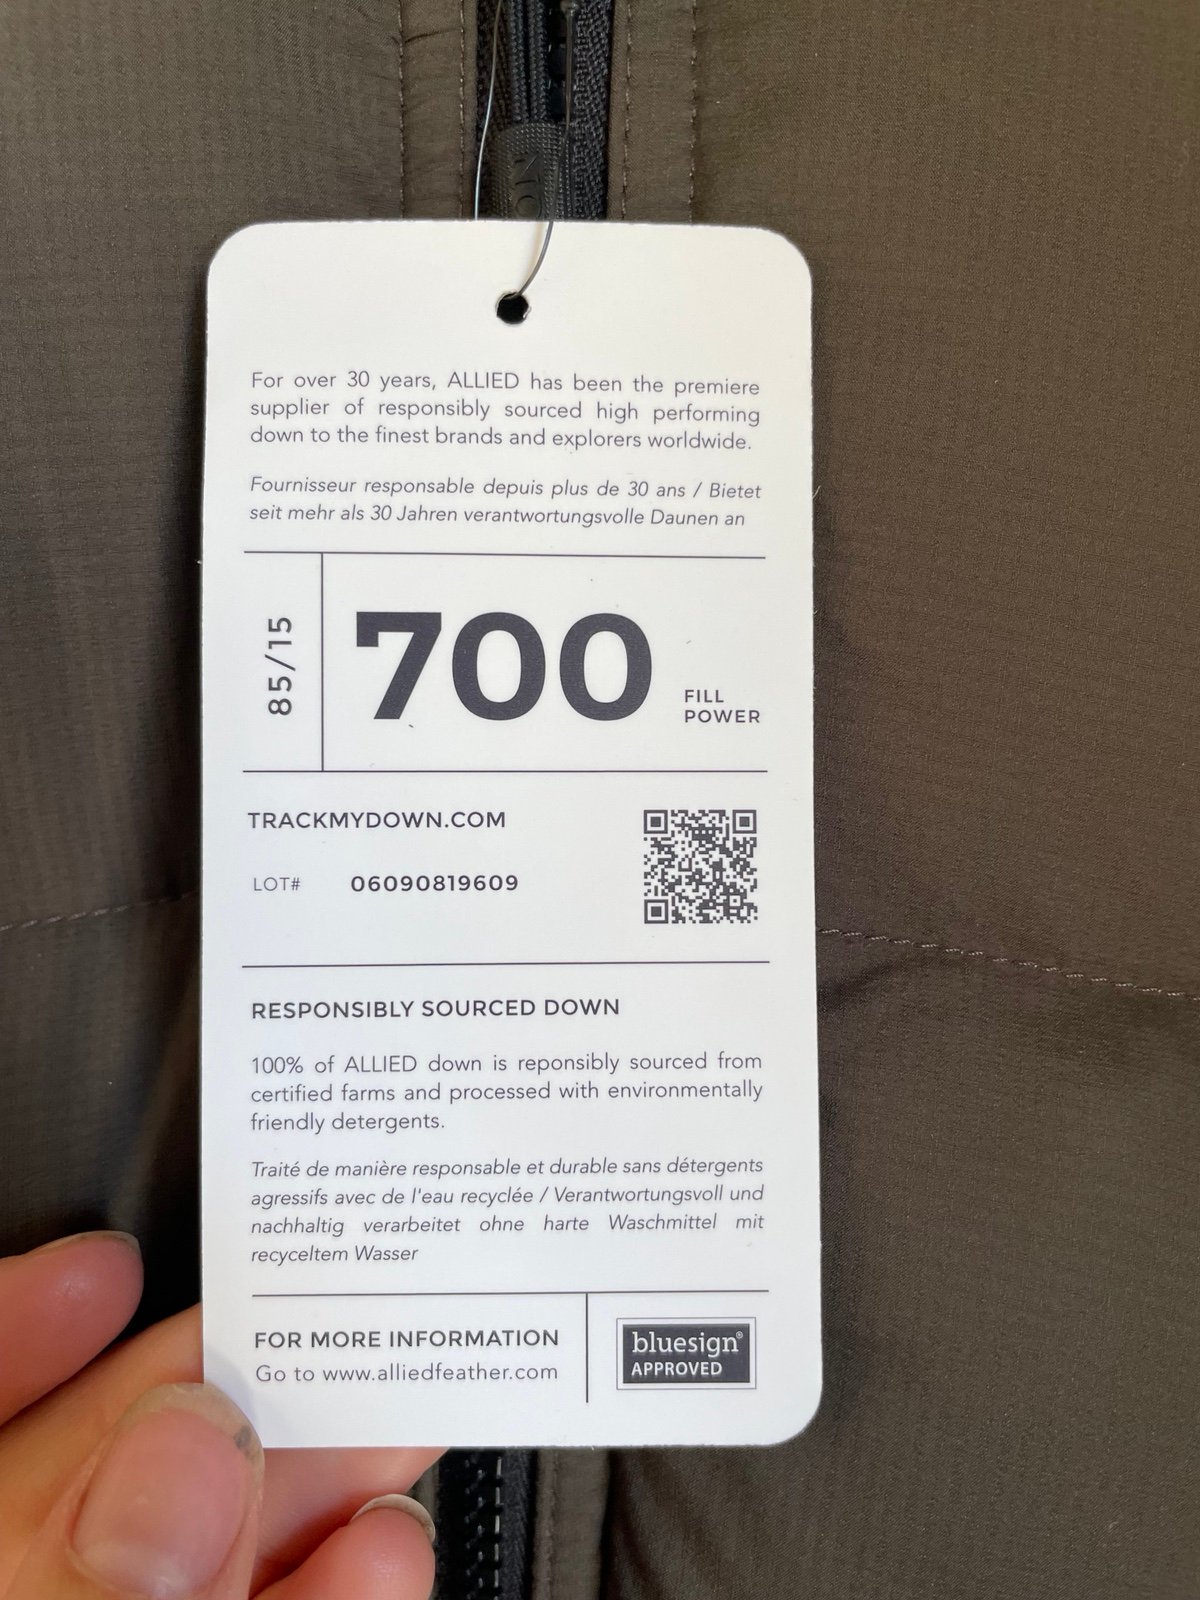 For over 30 years, ALLIED has been the premiere
supplier of responsibly sourced high performing
down to the finest brands and explorers worldwide.
Fournisseur responsable depuis plus de 30 ans / Bietet
seit mehr als 30 Jahren verantwortungsvolle Daunen an
85/15
700
FILL
POWER
TRACKMYDOWN.COM
LOT# 06090819609
RESPONSIBLY SOURCED DOWN
100% of ALLIED down is reponsibly sourced from
certified farms and processed with environmentally
friendly detergents.
Traité de manière responsable et durable sans détergents
agressifs avec de l'eau recyclée / Verantwortungsvoll und
nachhaltig verarbeitet ohne harte Waschmittel mit
recyceltem Wasser
FOR MORE INFORMATION
Go to www.alliedfeather.com
bluesign®
APPROVED